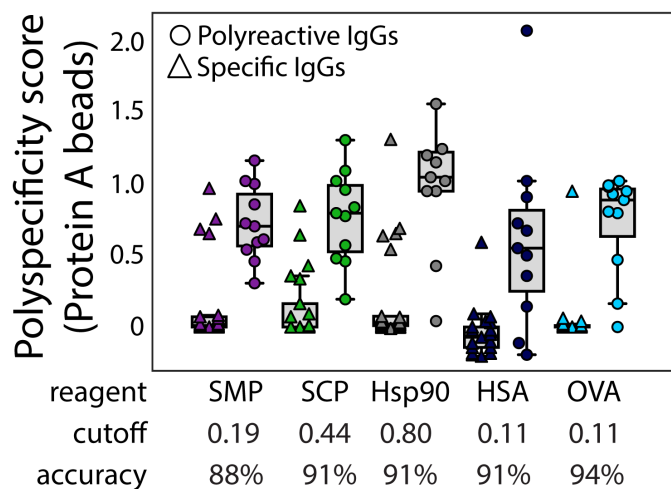 Polyspecificity score
(Protein A beads)
2.0
1.5
1.0
0.5
0
Polyreactive IgGs
Specific IgGs
reagent SMP SCP Hsp90 HSA OVA
cutoff 0.19 0.44 0.80 0.11 0.11
accuracy 88% 91% 91% 91% 94%